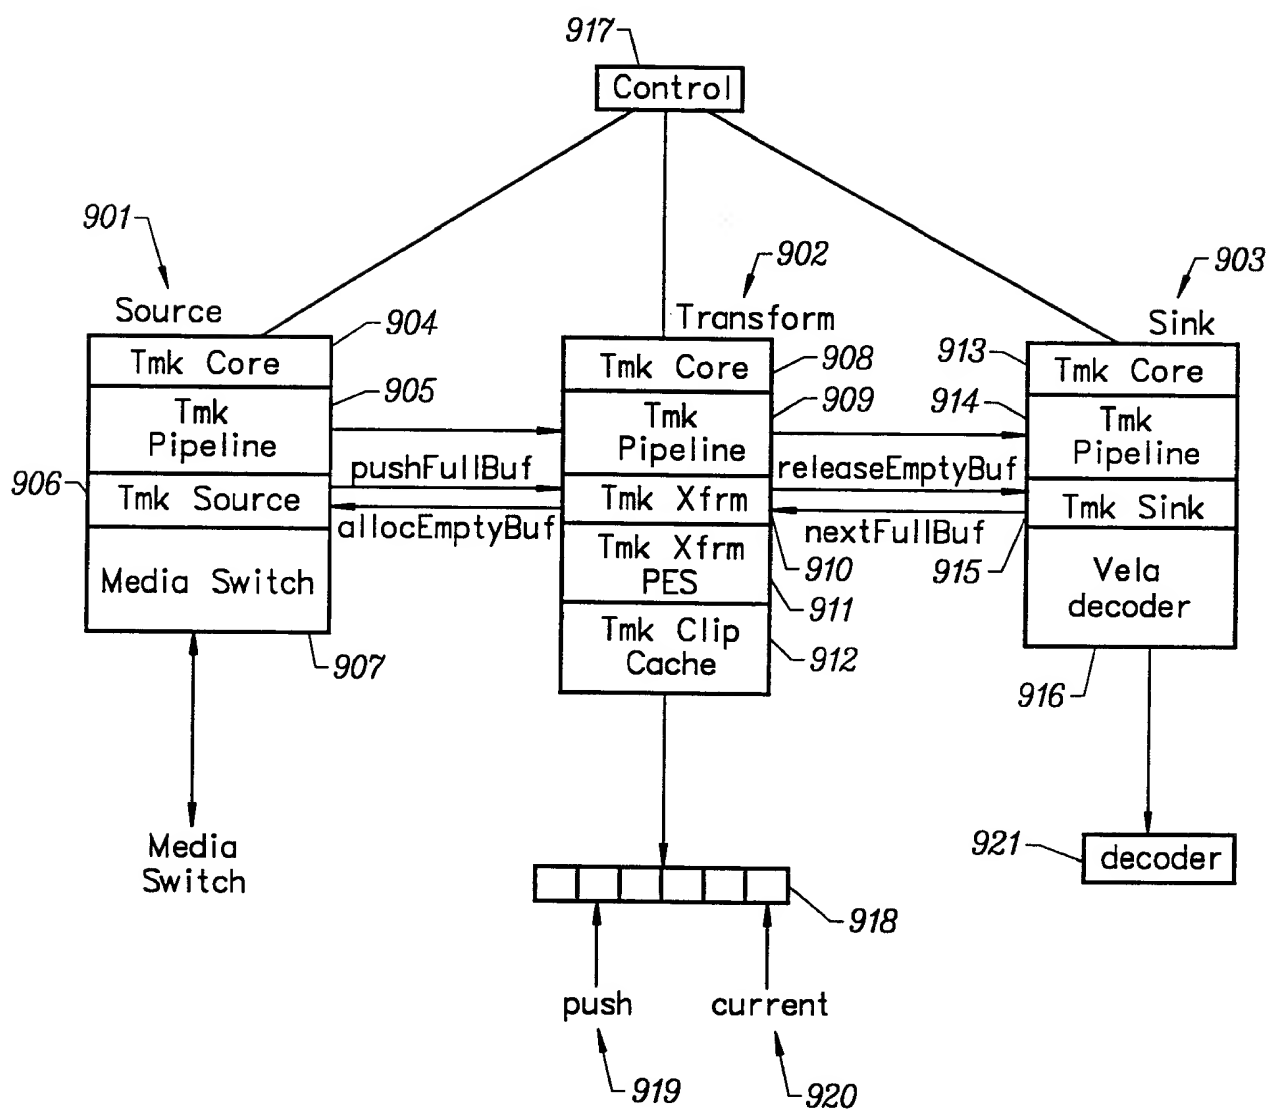 917
Control
901
902
903
Source
Transform
Sink
904
908
913
Tmk Core
Tmk Core
Tmk Core
905
909
914
Tmk
Pipeline
Tmk
Pipeline
Tmk
Pipeline
pushFullBuf
releaseEmptyBuf
906
Tmk Source
Tmk Xfrm
Tmk Sink
allocEmptyBuf
nextFullBuf
910
915
Media Switch
Tmk Xfrm
PES
Vela
decoder
911
907
Tmk Clip
Cache
912
916
Media
Switch
921
decoder
918
push
current
919
920